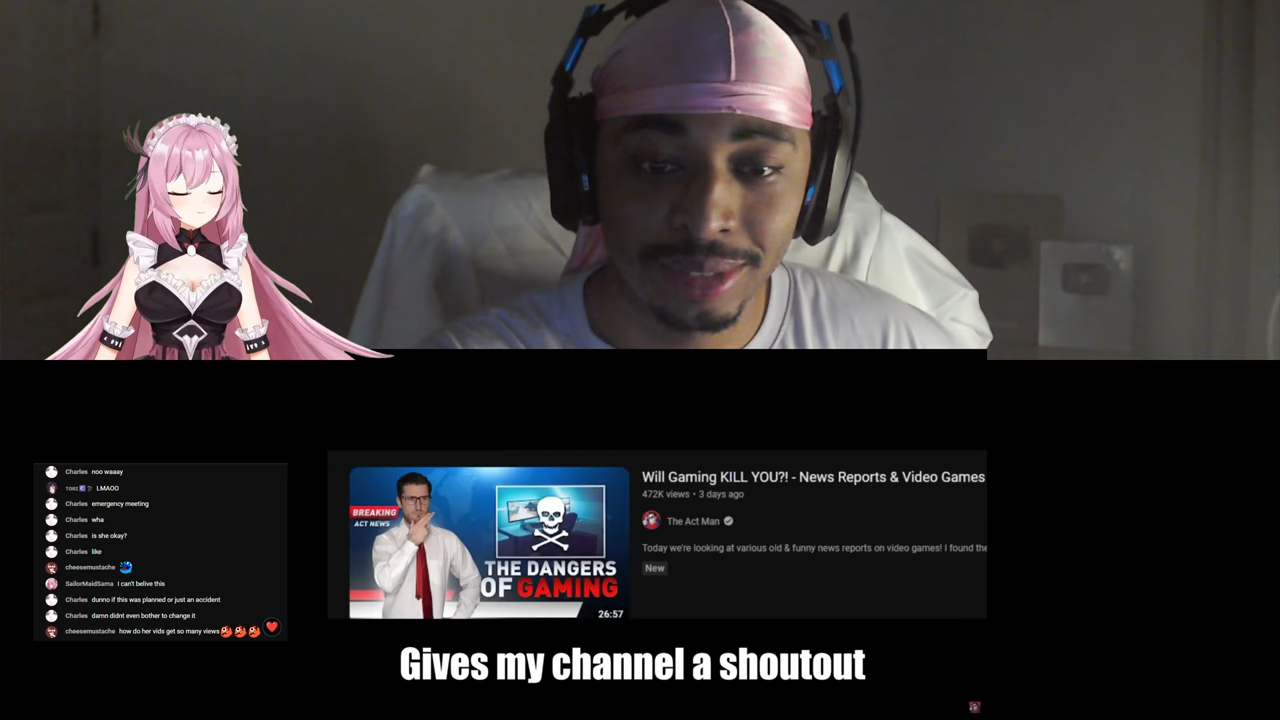 Charles noo waaay
TORI LMAOO
Charles emergency meeting
Charles wha
Charles is she okay?
Charles like
cheesemustache
SailorMaidSama I can't belive this
Charles dunno if this was planned or just an accident
Charles damn didnt even bother to change it
cheesemustache how do her vids get so many views
BREAKING
ACT NEWS
THE DANGERS
OF GAMING
26:57
Will Gaming KILL YOU?! - News Reports & Video Games
472K views • 3 days ago
The Act Man
Today we're looking at various old & funny news reports on video games! I found the
New
Gives my channel a shoutout